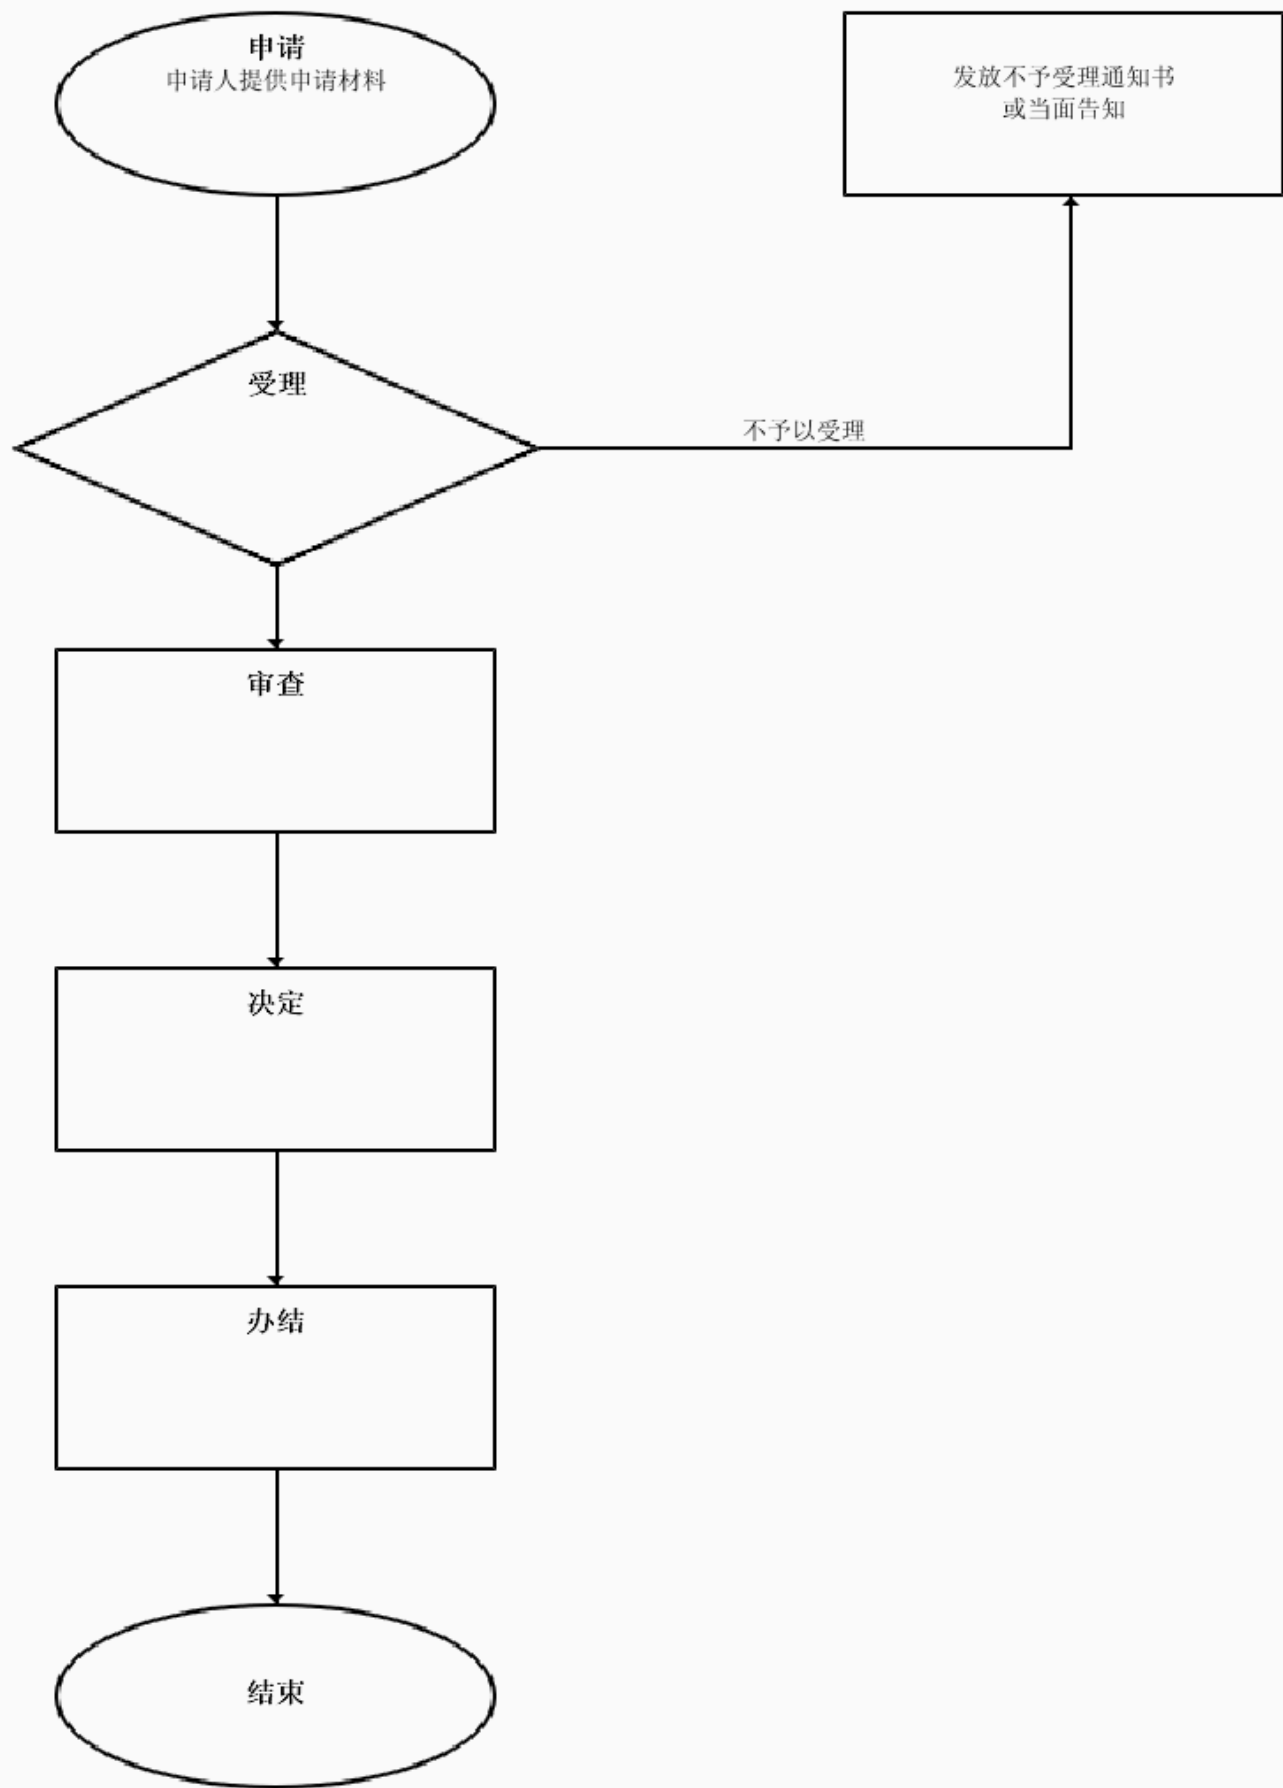 申请
申请人提供申请材料
发放不予受理通知书
或当面告知
受理
不予以受理
审查
决定
办结
结束